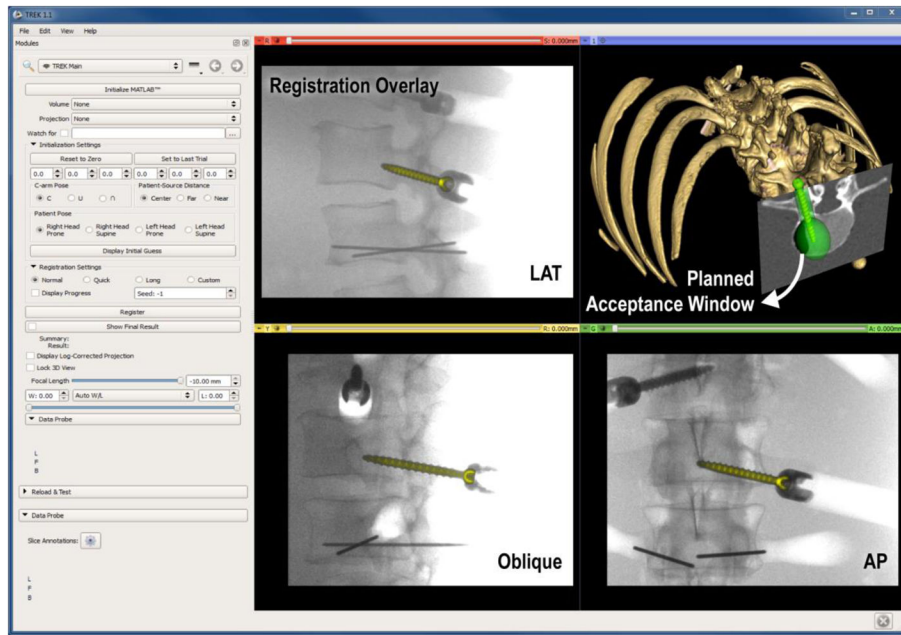 TREK 1.1
File Edit View Help
Modules
TREK Main
Initialize MATLAB™
Volume None
Projection None
Watch for ...
Initialization Settings
Reset to Zero Set to Last Trial
0.0 0.0 0.0 0.0 0.0 0.0
C-arm Pose Patient-Source Distance
C U ∩ Center Far Near
Patient Pose
Right Head Prone Right Head Supine Left Head Prone Left Head Supine
Display Initial Guess
Registration Settings
Normal Quick Long Custom
Display Progress Seed: -1
Register
Show Final Result
Summary:
Result:
Display Log-Corrected Projection
Lock 3D View
Focal Length -10.00 mm
W: 0.00 Auto W/L L: 0.00
Data Probe
L
F
B
Reload & Test
Data Probe
Slice Annotations:
L
F
B
R S: 0.000mm
Registration Overlay
LAT
1
Planned
Acceptance Window
Y R: 0.000mm
Oblique
G A: 0.000mm
AP